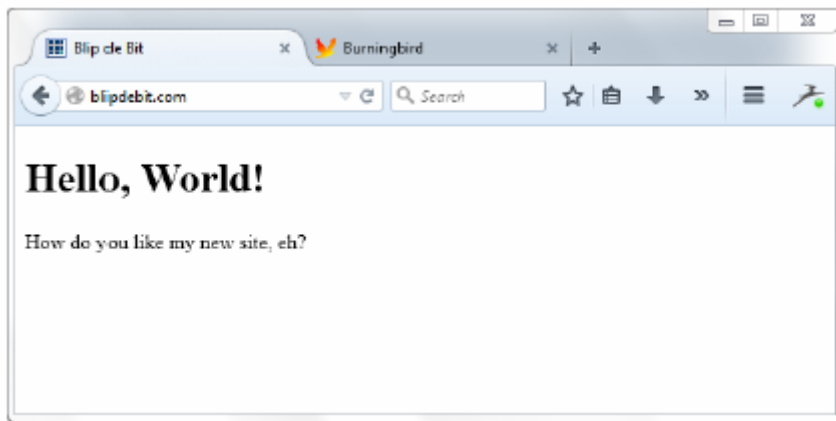 Blip de Bit
Burningbird
blipdebit.com
Search
Hello, World!
How do you like my new site, eh?